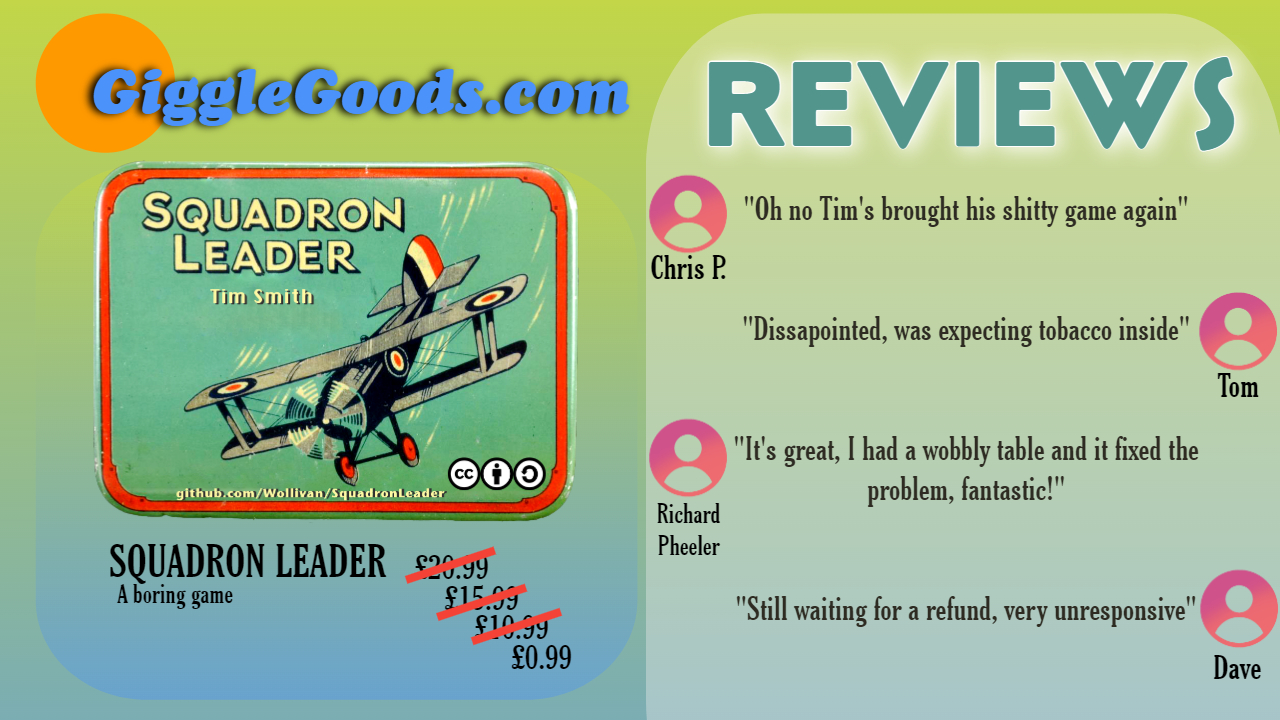 GiggleGoods.com
SQUADRON
LEADER
Tim Smith
cc
github.com/Wollivan/SquadronLeader
SQUADRON LEADER
A boring game
£20.99
£15.99
£10.99
£0.99
REVIEWS
"Oh no Tim's brought his shitty game again"
Chris P.
"Dissapointed, was expecting tobacco inside"
Tom
"It's great, I had a wobbly table and it fixed the
problem, fantastic!"
Richard
Pheeler
"Still waiting for a refund, very unresponsive"
Dave